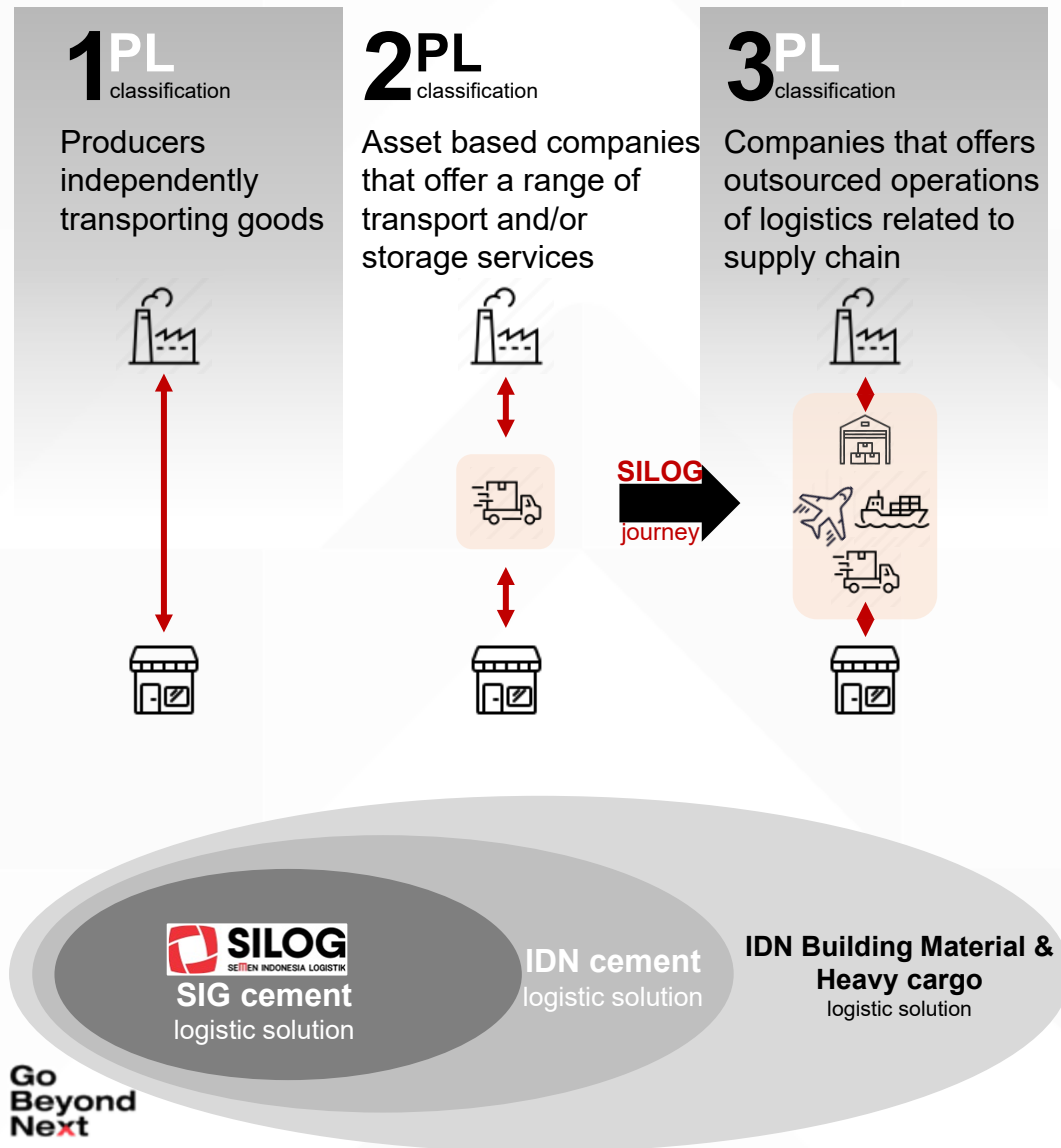 1PL
classification
Producers
independently
transporting goods
2PL
classification
Asset based companies
that offer a range of
transport and/or
storage services
3PL
classification
Companies that offers
outsourced operations
of logistics related to
supply chain
SILOG
journey
SILOG
SEMEN INDONESIA LOGISTIK
SIG cement
logistic solution
IDN cement
logistic solution
IDN Building Material &
Heavy cargo
logistic solution
Go
Beyond
Next